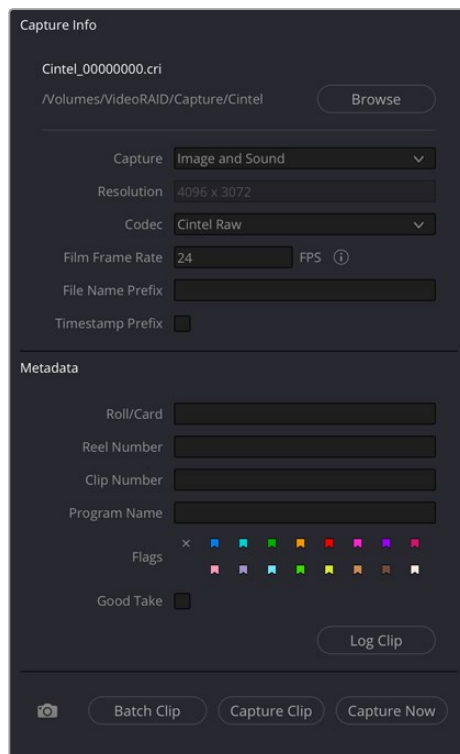 Capture Info
Cintel_00000000.cri
/Volumes/VideoRAID/Capture/Cintel Browse
Capture Image and Sound
Resolution 4096 x 3072
Codec Cintel Raw
Film Frame Rate 24 FPS
File Name Prefix
Timestamp Prefix
Metadata
Roll/Card
Reel Number
Clip Number
Program Name
Flags
Good Take
Log Clip
Batch Clip Capture Clip Capture Now